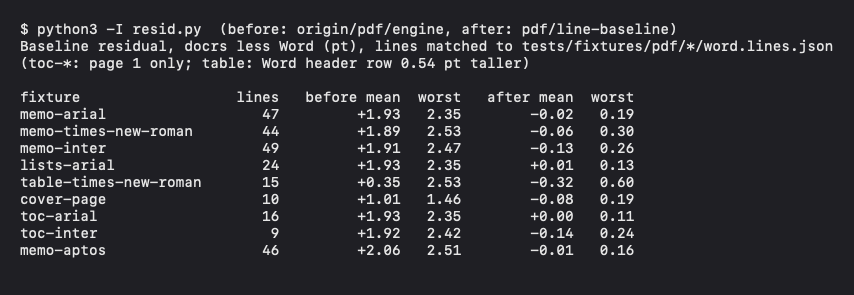 $ python3 -I resid.py  (before: origin/pdf/engine, after: pdf/line-baseline)
Baseline residual, docrs less Word (pt), lines matched to tests/fixtures/pdf/*/word.lines.json
(toc-*: page 1 only; table: Word header row 0.54 pt taller)

fixture                  lines   before mean  worst   after mean  worst
memo-arial                  47         +1.93   2.35        −0.02   0.19
memo-times-new-roman        44         +1.89   2.53        −0.06   0.30
memo-inter                  49         +1.91   2.47        −0.13   0.26
lists-arial                 24         +1.93   2.35        +0.01   0.13
table-times-new-roman       15         +0.35   2.53        −0.32   0.60
cover-page                  10         +1.01   1.46        −0.08   0.19
toc-arial                   16         +1.93   2.35        +0.00   0.11
toc-inter                    9         +1.92   2.42        −0.14   0.24
memo-aptos                  46         +2.06   2.51        −0.01   0.16